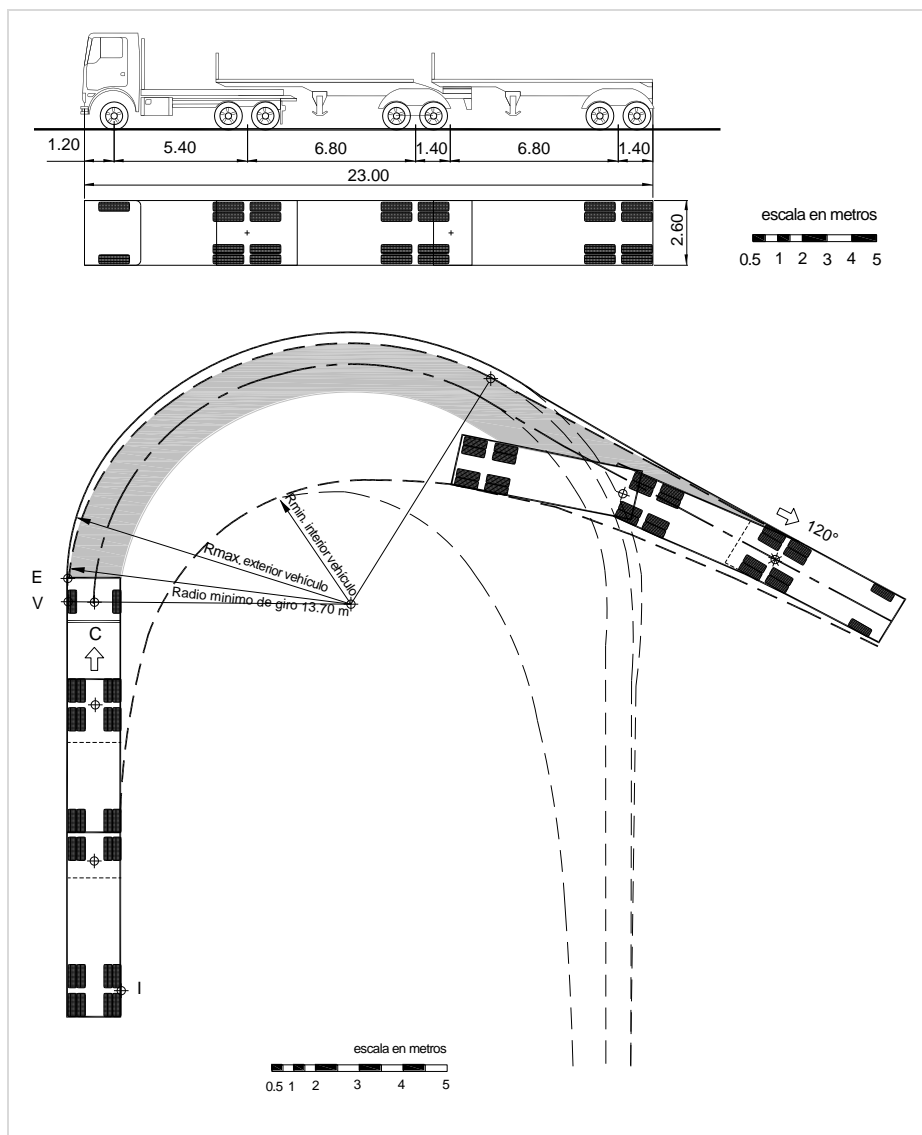 1.20 5.40 6.80 1.40 6.80 1.40
23.00
2.60
escala en metros
0.5 1 2 3 4 5
120°
Rmin. interior vehículo
Rmax. exterior vehículo
Radio mínimo de giro 13.70 m
E
V
C
I
escala en metros
0.5 1 2 3 4 5